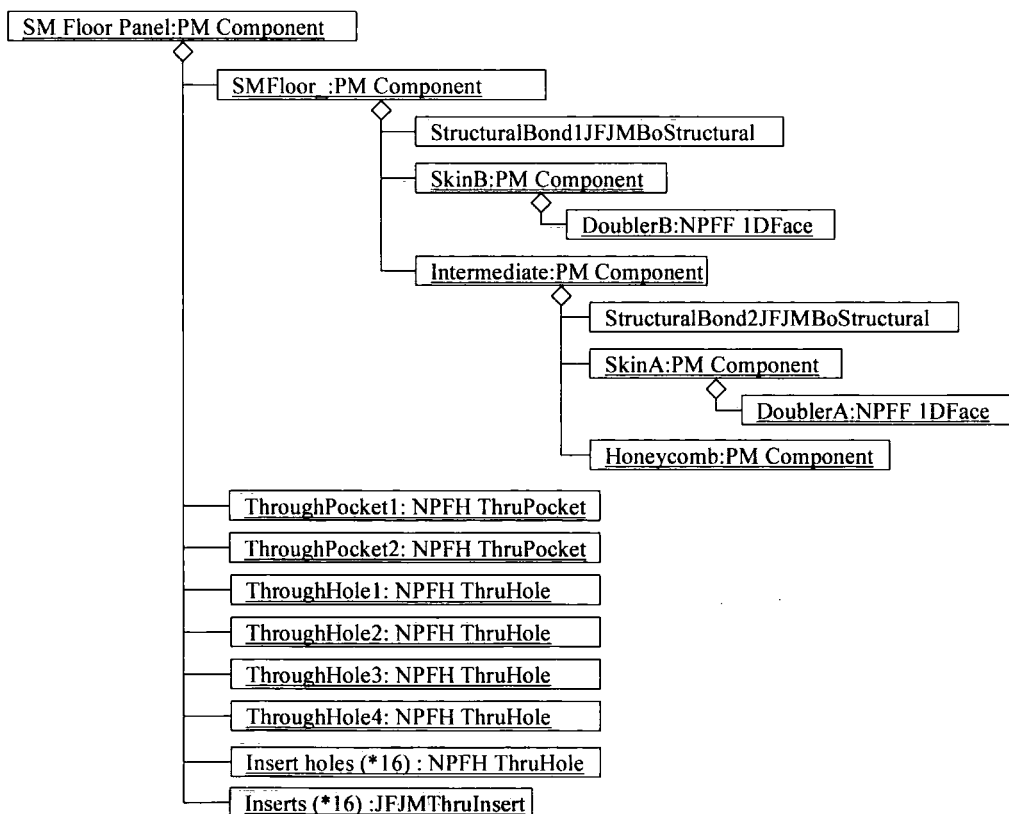 SM Floor Panel:PM Component
SMFloor_:PM Component
StructuralBond1JFJMBoStructural
SkinB:PM Component
DoublerB:NPFF 1DFace
Intermediate:PM Component
StructuralBond2JFJMBoStructural
SkinA:PM Component
DoublerA:NPFF 1DFace
Honeycomb:PM Component
ThroughPocket1: NPFH ThruPocket
ThroughPocket2: NPFH ThruPocket
ThroughHole1: NPFH ThruHole
ThroughHole2: NPFH ThruHole
ThroughHole3: NPFH ThruHole
ThroughHole4: NPFH ThruHole
Insert holes (*16) : NPFH ThruHole
Inserts (*16) :JFJMThruInsert